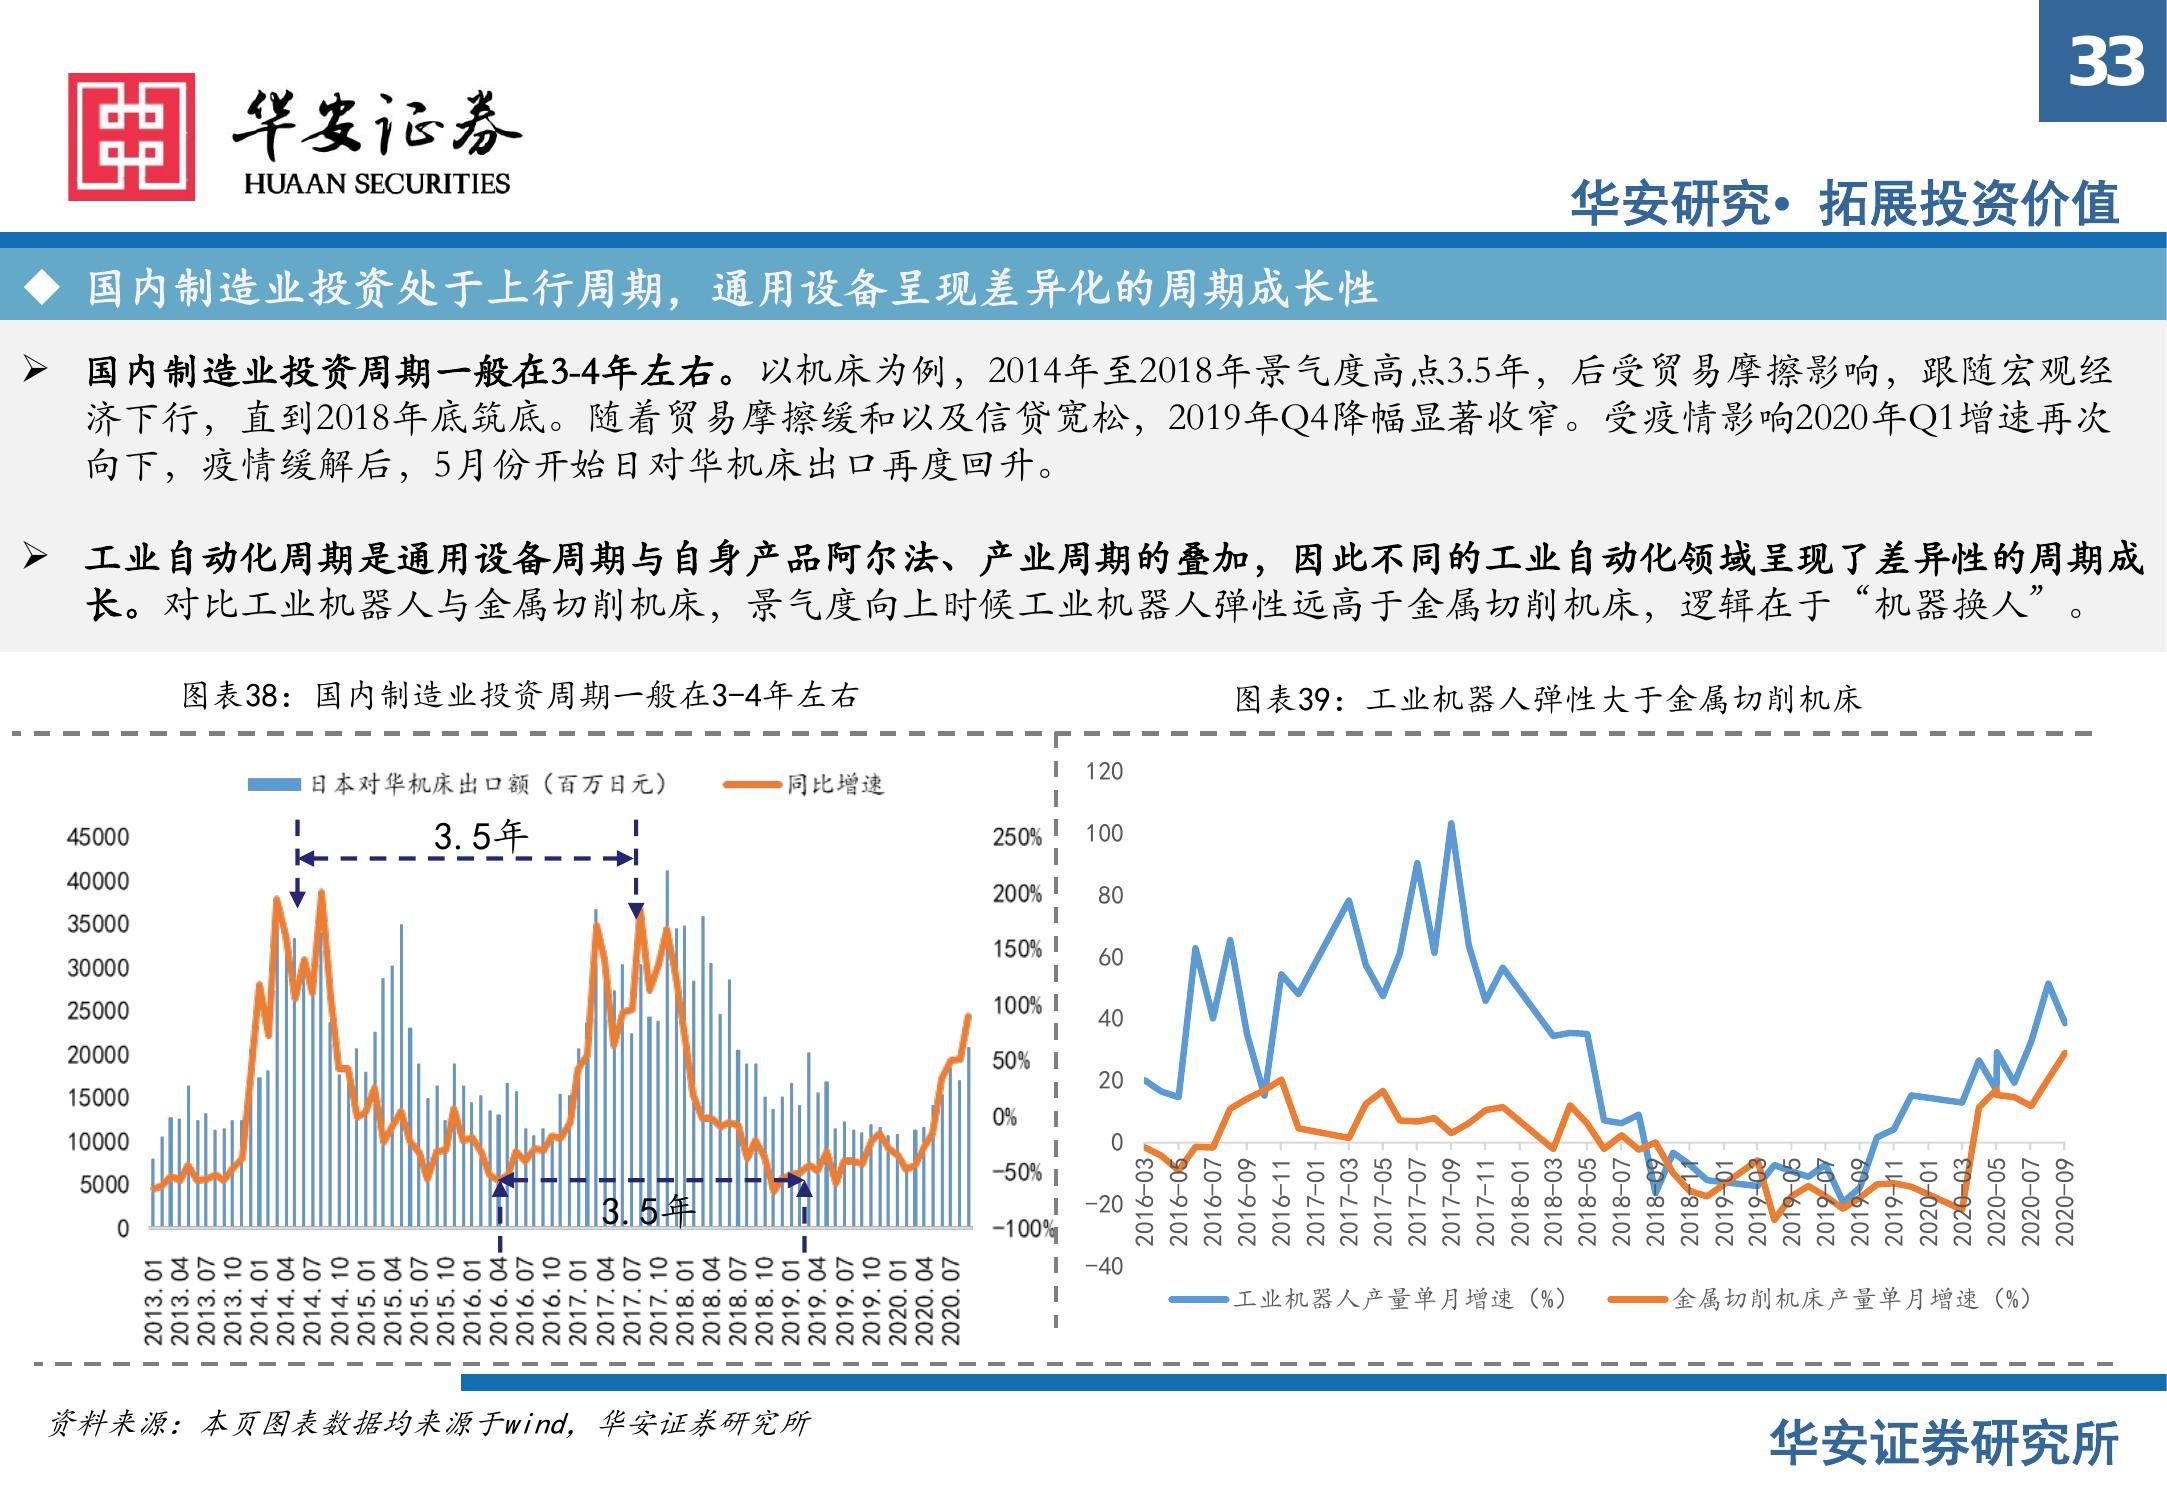 33
华安证券
HUAAN SECURITIES
华安研究• 拓展投资价值
国内制造业投资处于上行周期，通用设备呈现差异化的周期成长性
国内制造业投资周期一般在3-4年左右。以机床为例，2014年至2018年景气度高点3.5年，后受贸易摩擦影响，跟随宏观经
济下行，直到2018年底筑底。随着贸易摩擦缓和以及信贷宽松，2019年Q4降幅显著收窄。受疫情影响2020年Q1增速再次
向下，疫情缓解后，5月份开始日对华机床出口再度回升。
工业自动化周期是通用设备周期与自身产品阿尔法、产业周期的叠加，因此不同的工业自动化领域呈现了差异性的周期成
长。对比工业机器人与金属切削机床，景气度向上时候工业机器人弹性远高于金属切削机床，逻辑在于“机器换人”。
图表38：国内制造业投资周期一般在3-4年左右
日本对华机床出口额（百万日元） 同比增速
3.5年
45000
40000
35000
30000
25000
20000
15000
10000
5000
0
250%
200%
150%
100%
50%
0%
-50%
-100%
3.5年
2013.01 2013.04 2013.07 2013.10 2014.01 2014.04 2014.07 2014.10 2015.01 2015.04 2015.07 2015.10 2016.01 2016.04 2016.07 2016.10 2017.01 2017.04 2017.07 2017.10 2018.01 2018.04 2018.07 2018.10 2019.01 2019.04 2019.07 2019.10 2020.01 2020.04 2020.07
图表39：工业机器人弹性大于金属切削机床
120
100
80
60
40
20
0
-20
-40
2016-03 2016-05 2016-07 2016-09 2016-11 2017-01 2017-03 2017-05 2017-07 2017-09 2017-11 2018-01 2018-03 2018-05 2018-07 2018-09 2018-11 2019-01 2019-03 2019-05 2019-07 2019-09 2019-11 2020-01 2020-03 2020-05 2020-07 2020-09
工业机器人产量单月增速（%） 金属切削机床产量单月增速（%）
资料来源：本页图表数据均来源于wind，华安证券研究所
华安证券研究所